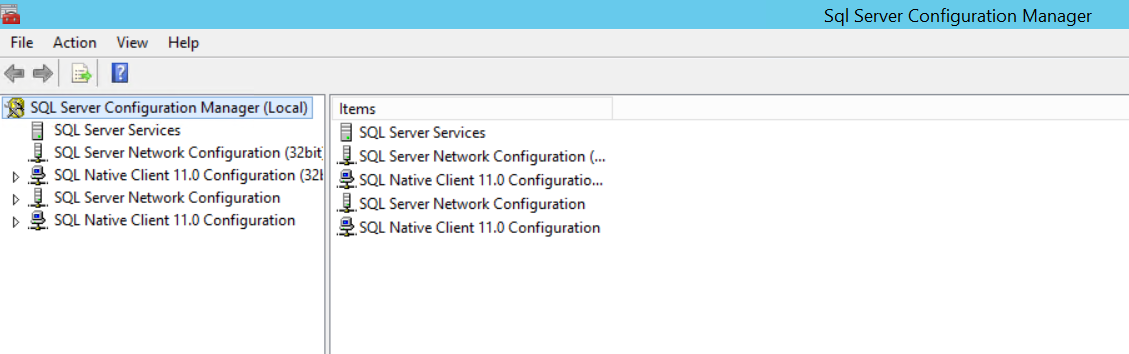 Sql Server Configuration Manager
File Action View Help
SQL Server Configuration Manager (Local)
SQL Server Services
SQL Server Network Configuration (32bit
SQL Native Client 11.0 Configuration (32
SQL Server Network Configuration
SQL Native Client 11.0 Configuration
Items
SQL Server Services
SQL Server Network Configuration (...
SQL Native Client 11.0 Configuratio...
SQL Server Network Configuration
SQL Native Client 11.0 Configuration